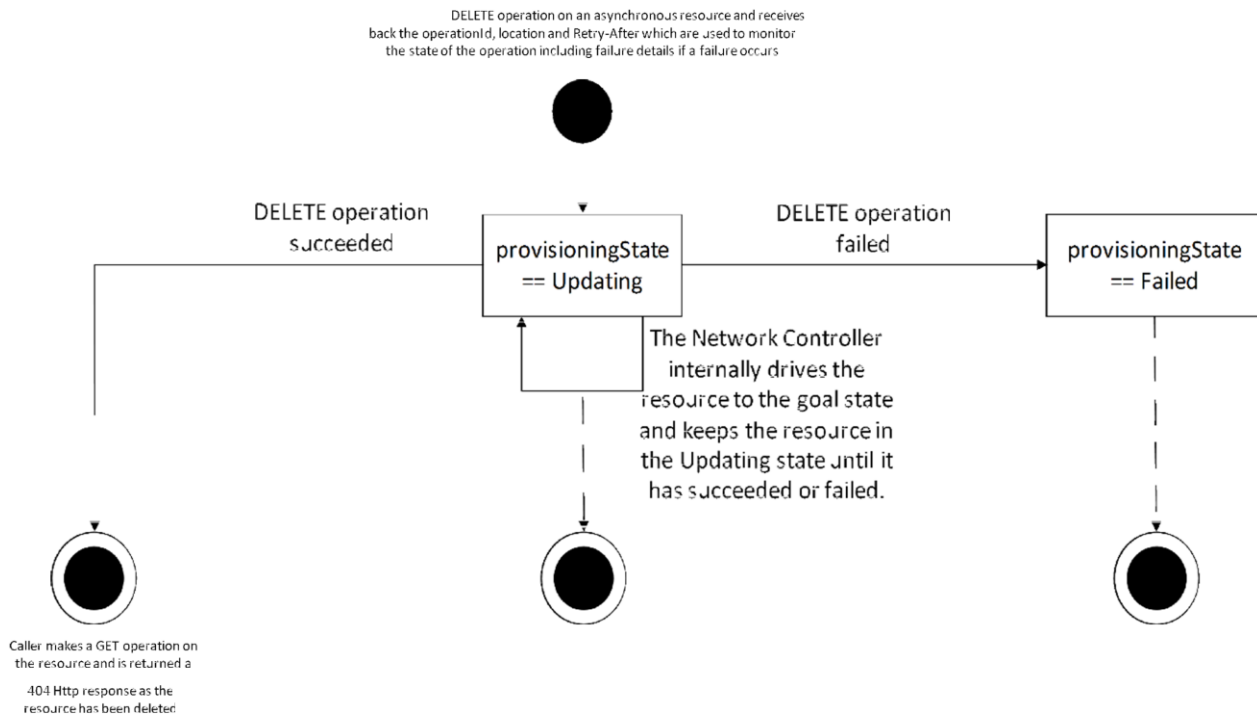 DELETE operation on an asynchronous resource and receives
back the operationId, location and Retry-After which are used to monitor
the state of the operation including failure details if a failure occurs
DELETE operation
succeeded
provisioningState
== Updating
DELETE operation
failed
provisioningState
== Failed
The Network Controller
internally drives the
resource to the goal state
and keeps the resource in
the Updating state until it
has succeeded or failed.
Caller makes a GET operation on
the resource and is returned a
404 Http response as the
resource has been deleted